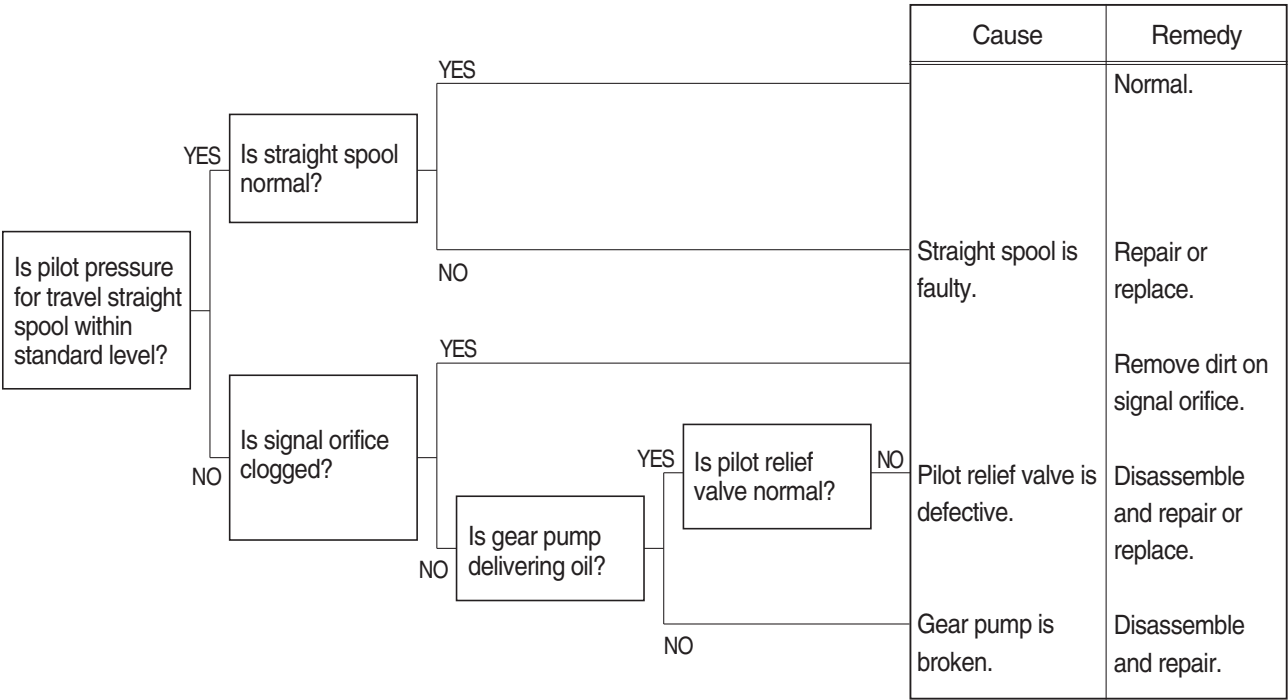 Cause
Remedy
YES
Normal.
YES
Is straight spool
normal?
NO
Straight spool is
faulty.
Repair or
replace.
Is pilot pressure
for travel straight
spool within
standard level?
YES
Remove dirt on
signal orifice.
NO
Is signal orifice
clogged?
YES
Is pilot relief
valve normal?
NO
Pilot relief valve is
defective.
Disassemble
and repair or
replace.
NO
Is gear pump
delivering oil?
NO
Gear pump is
broken.
Disassemble
and repair.